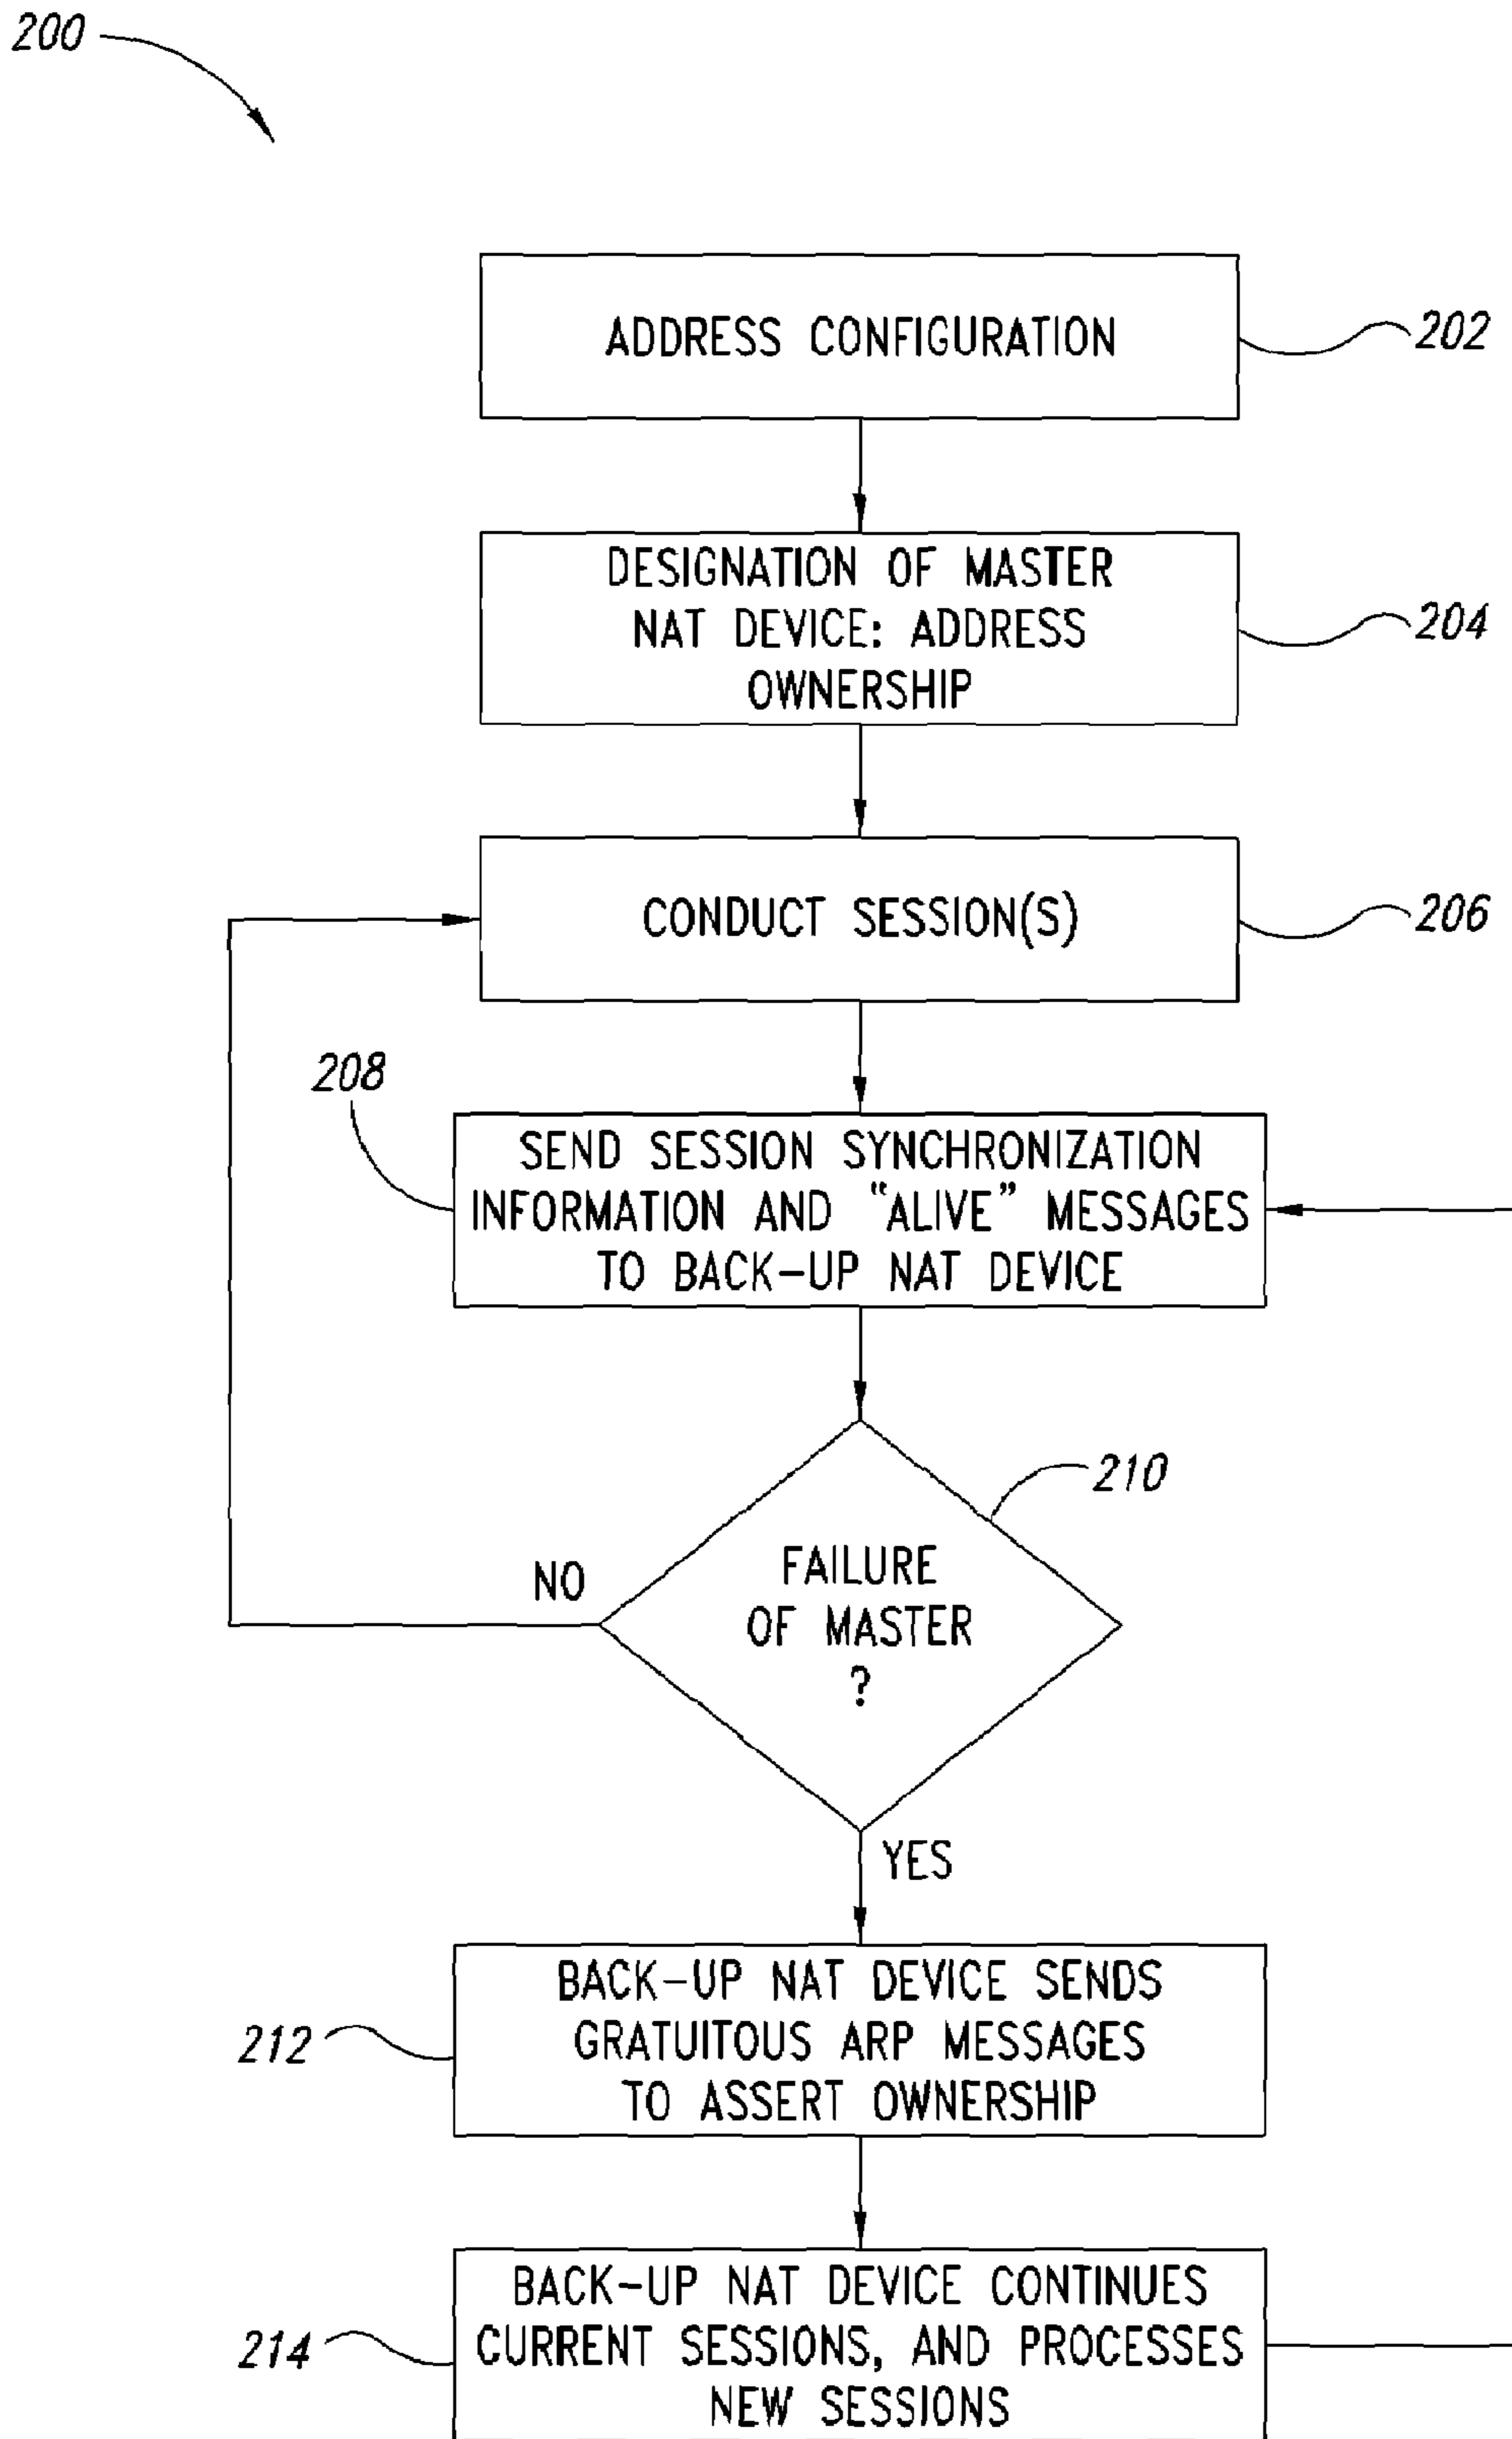 200
ADDRESS CONFIGURATION
202
DESIGNATION OF MASTER
NAT DEVICE: ADDRESS
OWNERSHIP
204
CONDUCT SESSION(S)
206
208
SEND SESSION SYNCHRONIZATION
INFORMATION AND “ALIVE” MESSAGES
TO BACK-UP NAT DEVICE
210
FAILURE
OF MASTER
?
NO
YES
BACK-UP NAT DEVICE SENDS
GRATUITOUS ARP MESSAGES
TO ASSERT OWNERSHIP
212
BACK-UP NAT DEVICE CONTINUES
CURRENT SESSIONS, AND PROCESSES
NEW SESSIONS
214